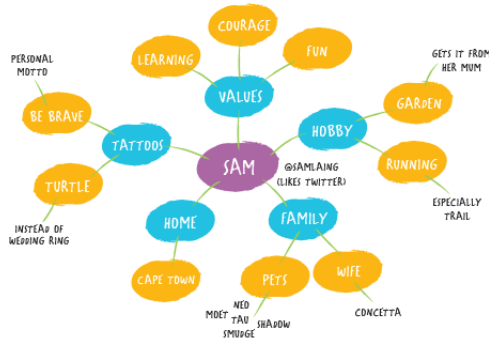 COURAGE
LEARNING
FUN
VALUES
PERSONAL
MOTTO
BE BRAVE
TATTOOS
TURTLE
INSTEAD OF
WEDDING RING
GETS IT FROM
HER MUM
GARDEN
HOBBY
RUNNING
ESPECIALLY
TRAIL
SAM
@SAMLAING
(LIKES TWITTER)
HOME
CAPE TOWN
FAMILY
PETS
MOET
NEO
TAU
SMUDGE
SHADOW
WIFE
CONCETTA